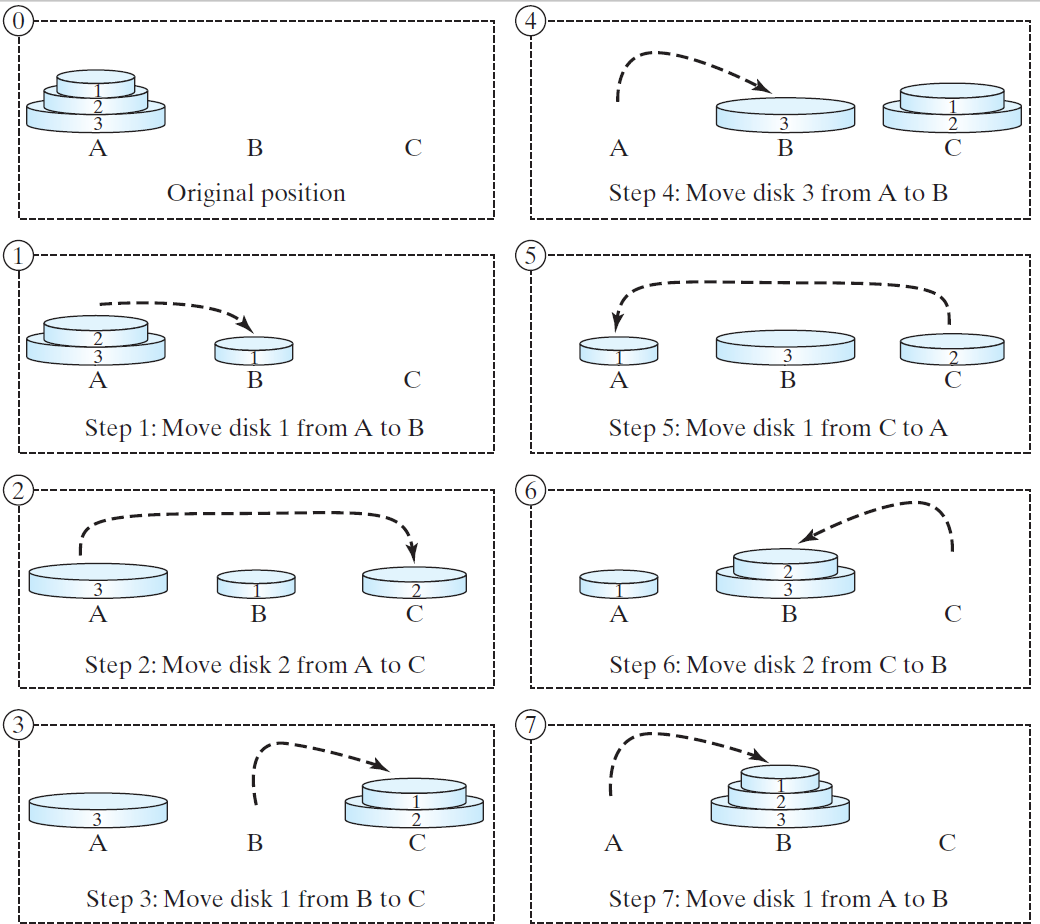 0
1
2
3
A B C
Original position
1
2
3
1
A B C
Step 1: Move disk 1 from A to B
2
3
1
2
A B C
Step 2: Move disk 2 from A to C
3
3
1
2
A B C
Step 3: Move disk 1 from B to C
4
3
1
2
A B C
Step 4: Move disk 3 from A to B
5
1
3
2
A B C
Step 5: Move disk 1 from C to A
6
1
2
3
A B C
Step 6: Move disk 2 from C to B
7
1
2
3
A B C
Step 7: Move disk 1 from A to B